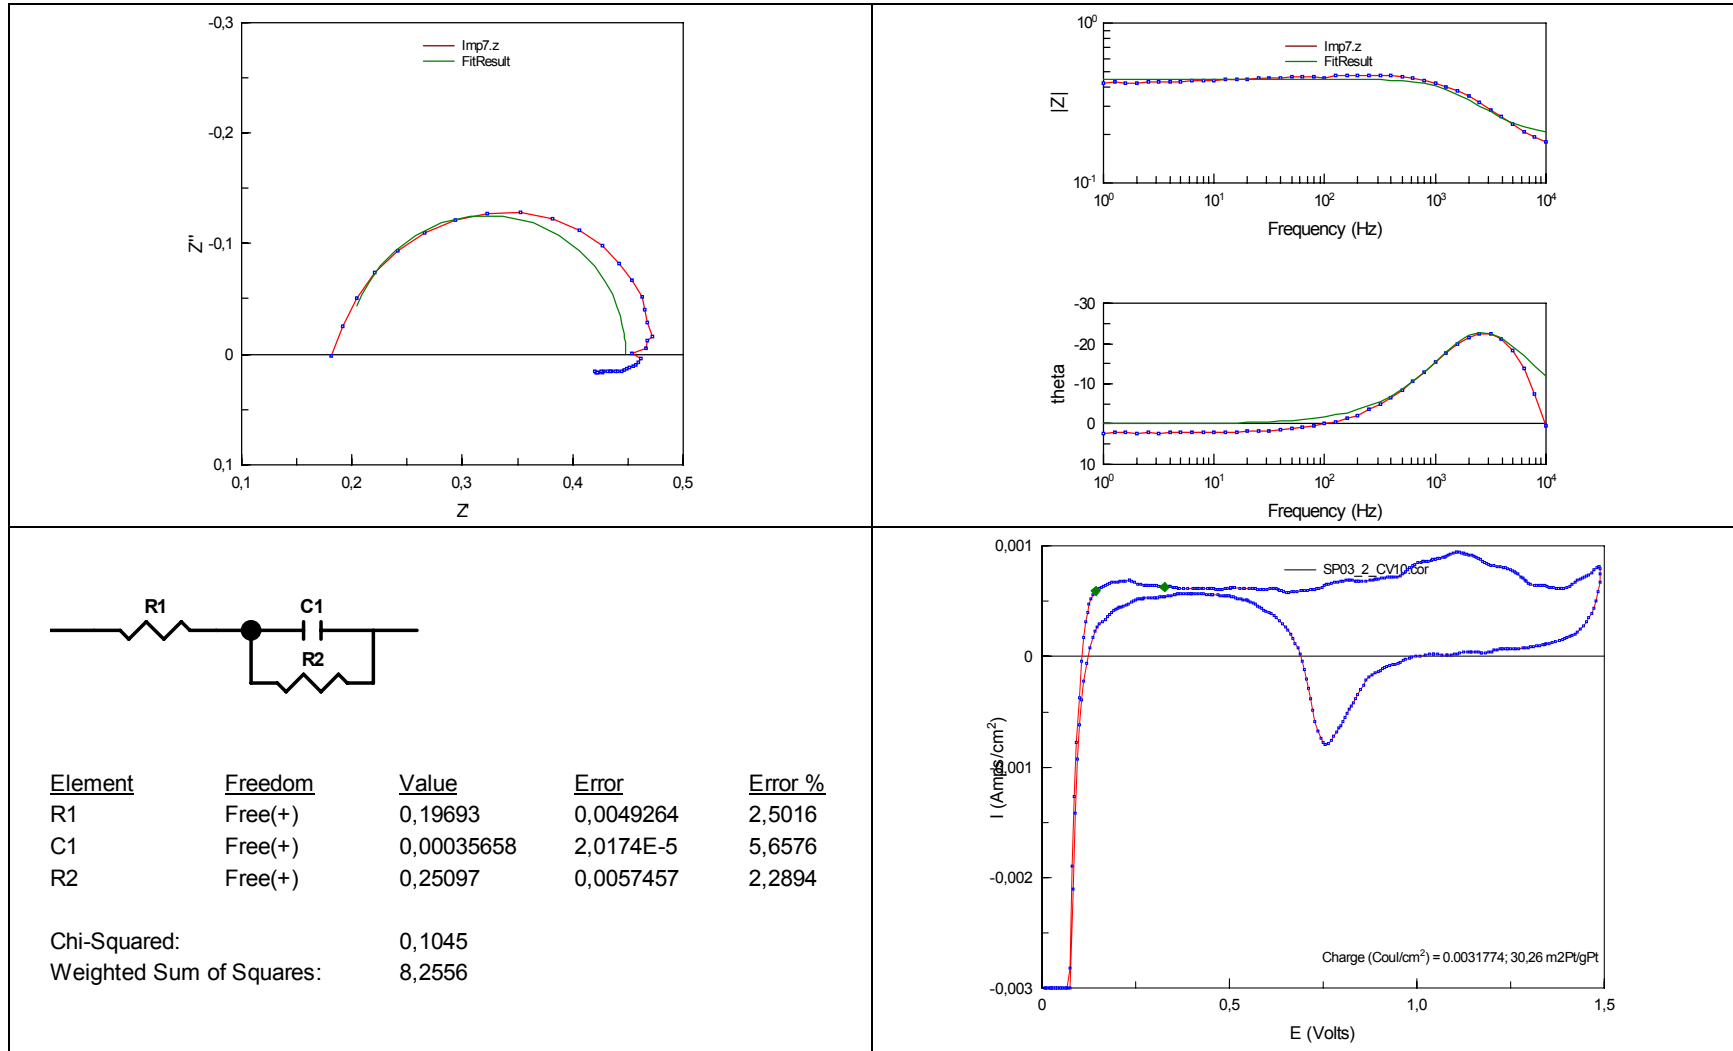 -0,3
-0,2
-0,1
0
0,1
0,1
0,2
0,3
0,4
0,5
Z''
Z'
Imp7.z
FitResult
10⁰
10⁻¹
|Z|
10⁰
10¹
10²
10³
10⁴
Frequency (Hz)
Imp7.z
FitResult
-30
-20
-10
0
10
theta
10⁰
10¹
10²
10³
10⁴
Frequency (Hz)
R1
C1
R2
Element Freedom Value Error Error %
R1 Free(+) 0,19693 0,0049264 2,5016
C1 Free(+) 0,00035658 2,0174E-5 5,6576
R2 Free(+) 0,25097 0,0057457 2,2894
Chi-Squared: 0,1045
Weighted Sum of Squares: 8,2556
0,001
0
-0,001
-0,002
-0,003
I (Amps/cm²)
SP03_2_CV10.cor
Charge (Coul/cm²) = 0.0031774; 30,26 m2Pt/gPt
0
0,5
1,0
1,5
E (Volts)